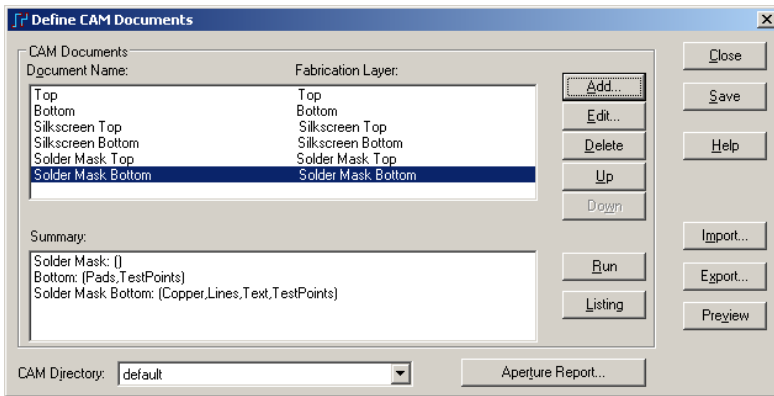 Define CAM Documents
CAM Documents
Document Name: Fabrication Layer:
Top Top
Bottom Bottom
Silkscreen Top Silkscreen Top
Silkscreen Bottom Silkscreen Bottom
Solder Mask Top Solder Mask Top
Solder Mask Bottom Solder Mask Bottom
Add...
Edit...
Delete
Up
Down
Close
Save
Help
Summary:
Solder Mask: ()
Bottom: (Pads,TestPoints)
Solder Mask Bottom: (Copper,Lines,Text,TestPoints)
Run
Listing
Import...
Export...
Preview
CAM Directory: default
Aperture Report...